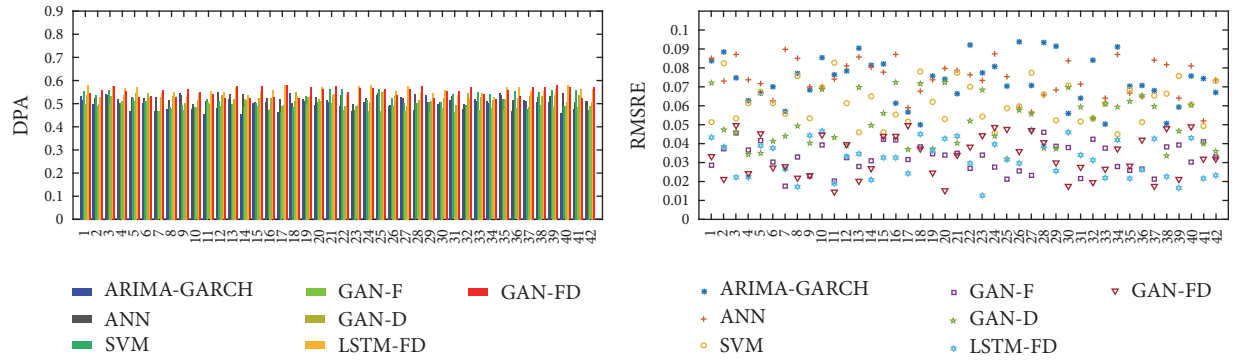 DPA
0.9
0.8
0.7
0.6
0.5
0.4
0.3
0.2
0.1
0
1 2 3 4 5 6 7 8 9 10 11 12 13 14 15 16 17 18 19 20 21 22 23 24 25 26 27 28 29 30 31 32 33 34 35 36 37 38 39 40 41 42
ARIMA-GARCH
ANN
SVM
GAN-F
GAN-D
LSTM-FD
GAN-FD
RMSRE
0.1
0.09
0.08
0.07
0.06
0.05
0.04
0.03
0.02
0.01
0
1 2 3 4 5 6 7 8 9 10 11 12 13 14 15 16 17 18 19 20 21 22 23 24 25 26 27 28 29 30 31 32 33 34 35 36 37 38 39 40 41 42
ARIMA-GARCH
ANN
SVM
GAN-F
GAN-D
LSTM-FD
GAN-FD